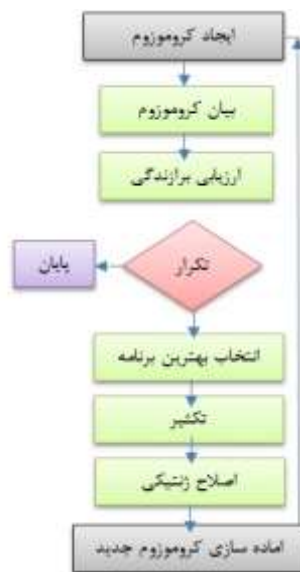 ایجاد کروموزوم
بیان کروموزوم
ارزیابی برازندگی
تکرار
پایان
انتخاب بهترین برنامه
تکثیر
اصلاح ژنتیکی
اماده سازی کروموزوم جدید